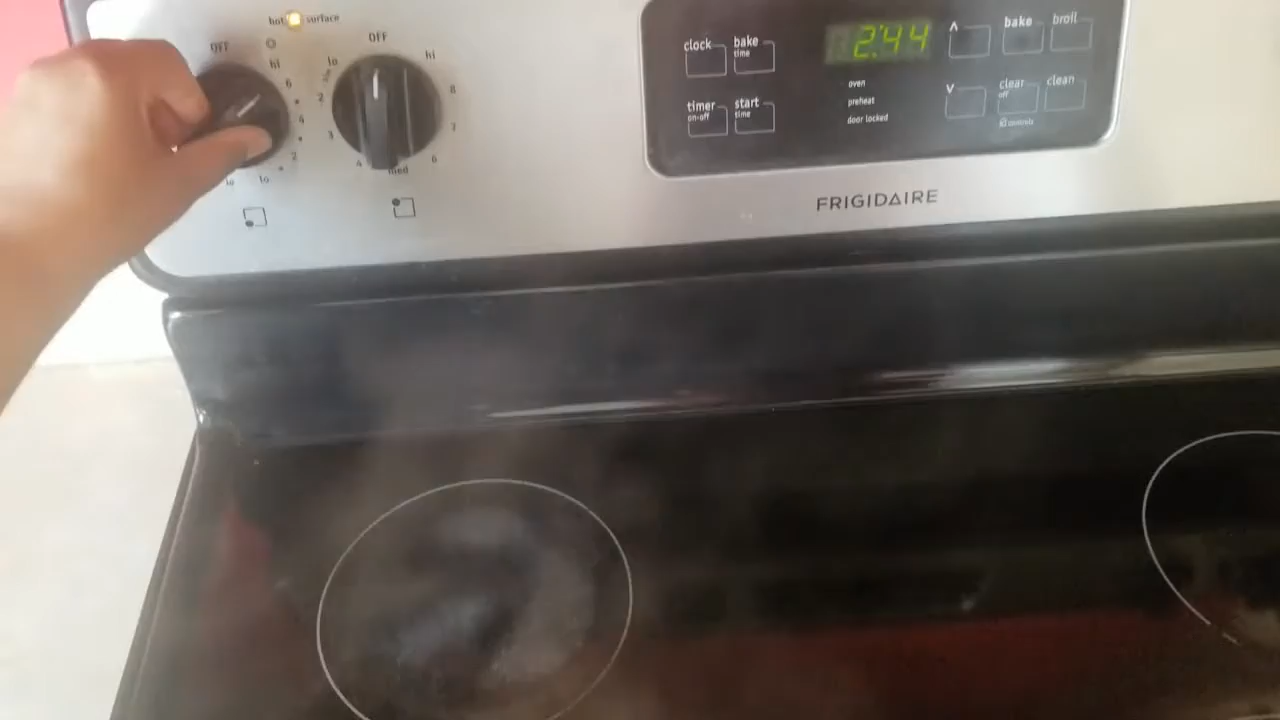 hot surface
OFF
hi
6
4
2
lo
lo
OFF
lo
hi
2
8
3
7
4
6
med
clock
bake
time
timer
on-off
start
time
2:44
oven
preheat
door locked
^
bake
broil
v
clear
off
clean
controls
FRIGIDAIRE